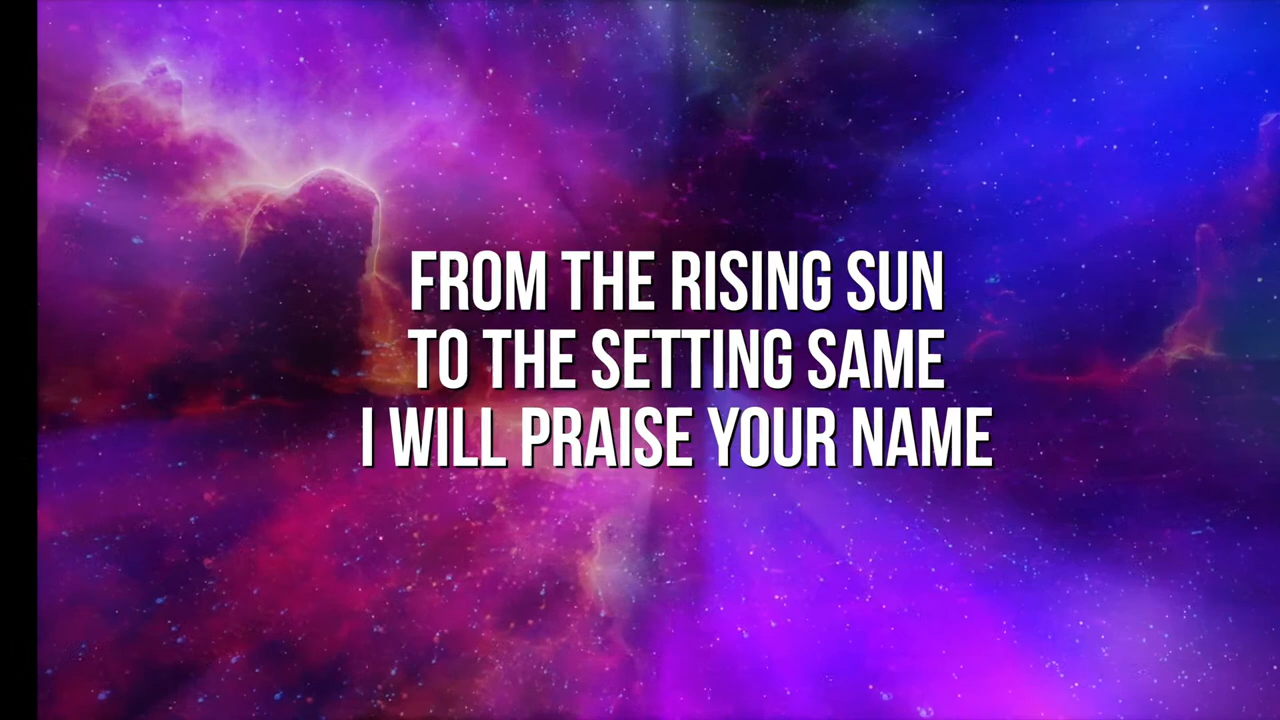 FROM THE RISING SUN
TO THE SETTING SAME
I WILL PRAISE YOUR NAME